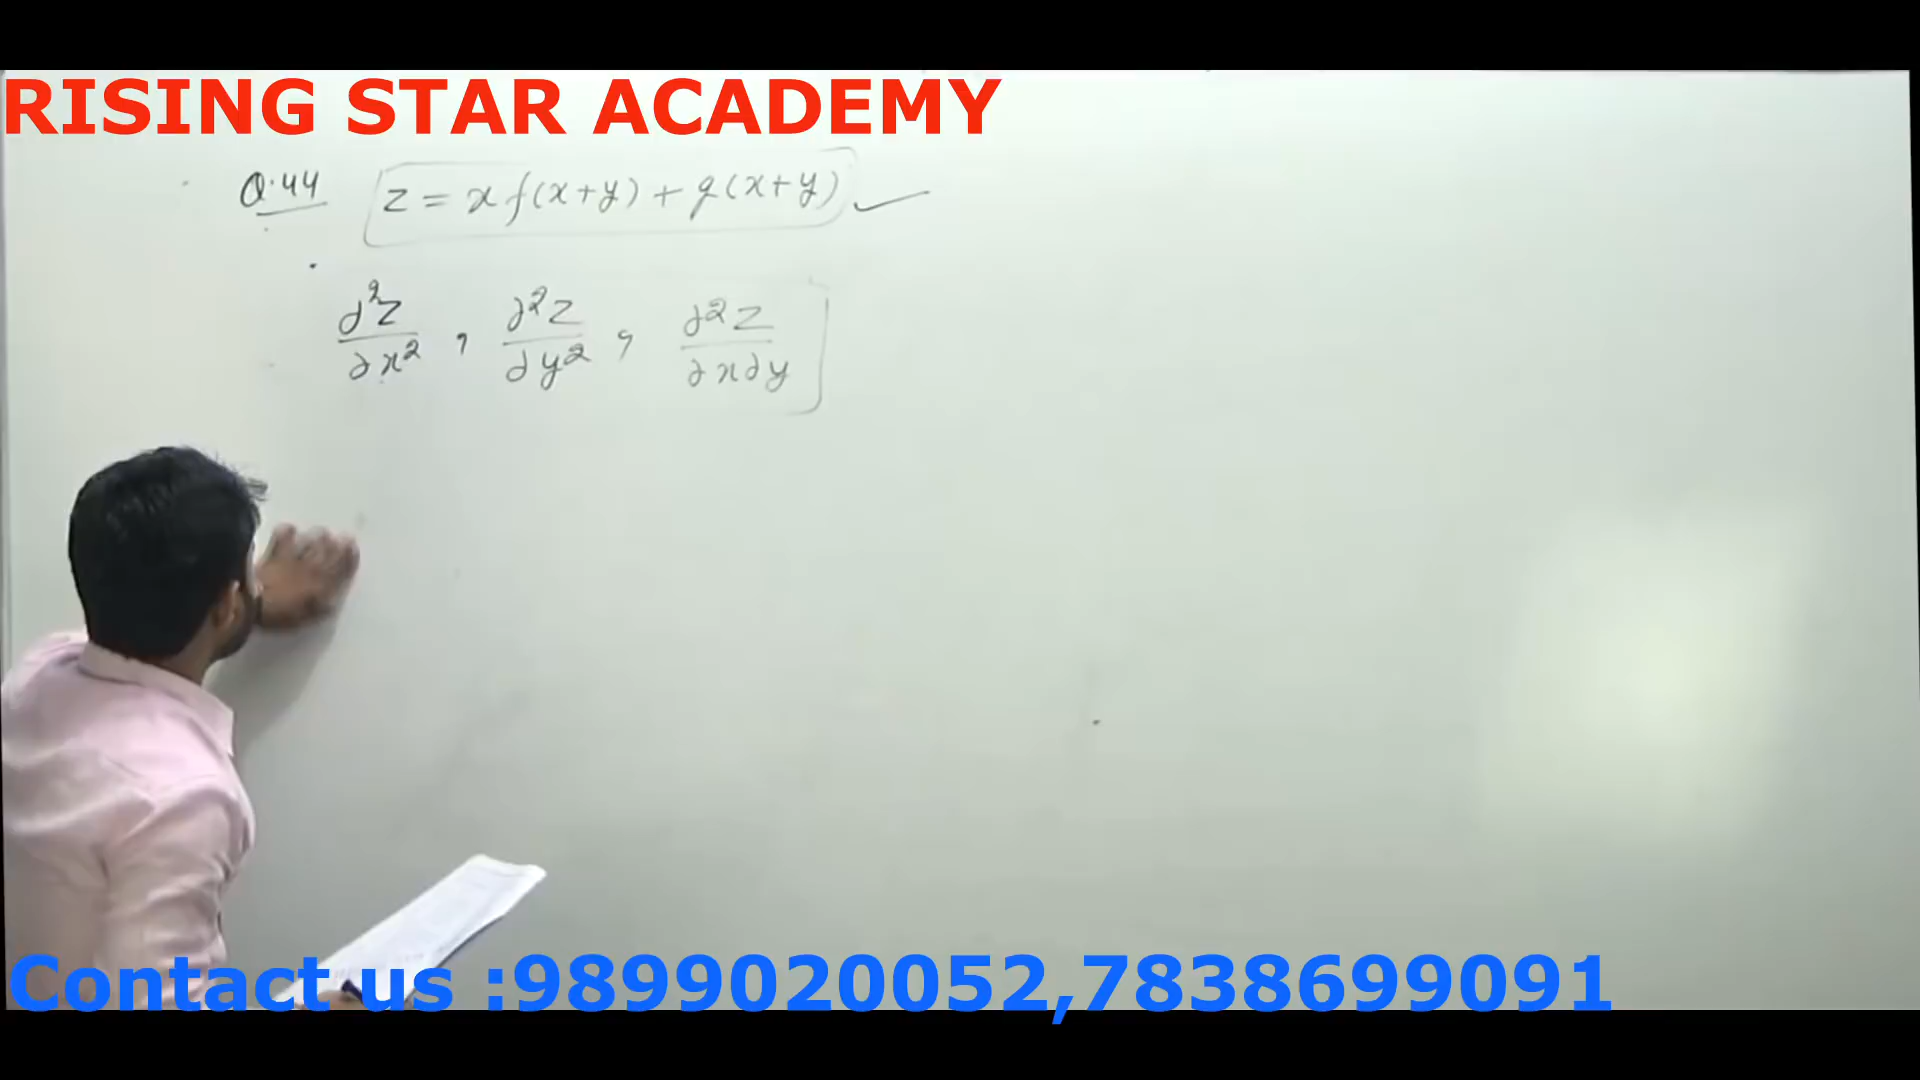 RISING STAR ACADEMY
Q.44 z = x f(x+y) + g(x+y)
∂²z/∂x² , ∂²z/∂y² , ∂²z/∂x∂y
Contact us :9899020052,7838699091